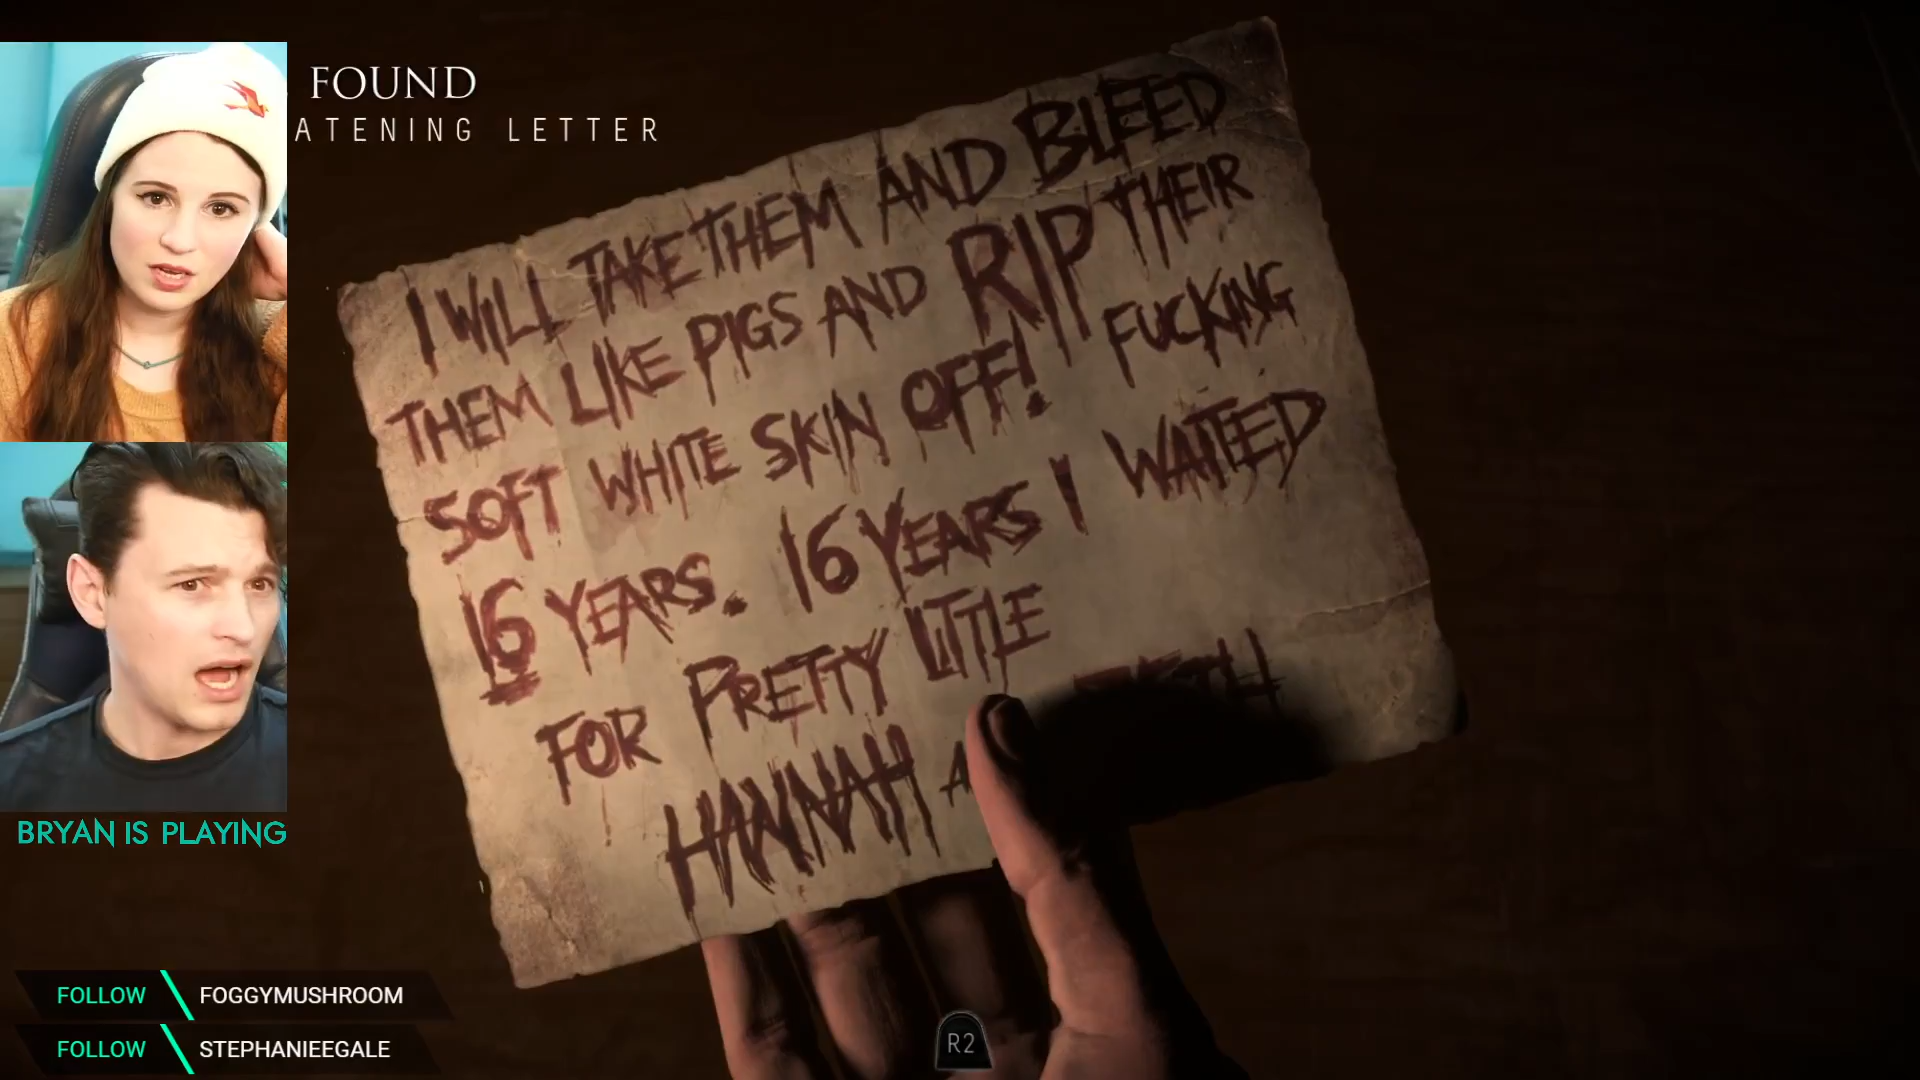 FOUND
ATENING LETTER
I WILL TAKE THEM AND BLEED
THEM LIKE PIGS AND RIP THEIR
SOFT WHITE SKIN OFF! FUCKING
16 YEARS. 16 YEARS I WAITED
FOR PRETTY LITTLE
HANNAH
BRYAN IS PLAYING
FOLLOW FOGGYMUSHROOM
FOLLOW STEPHANIEEGALE
R2